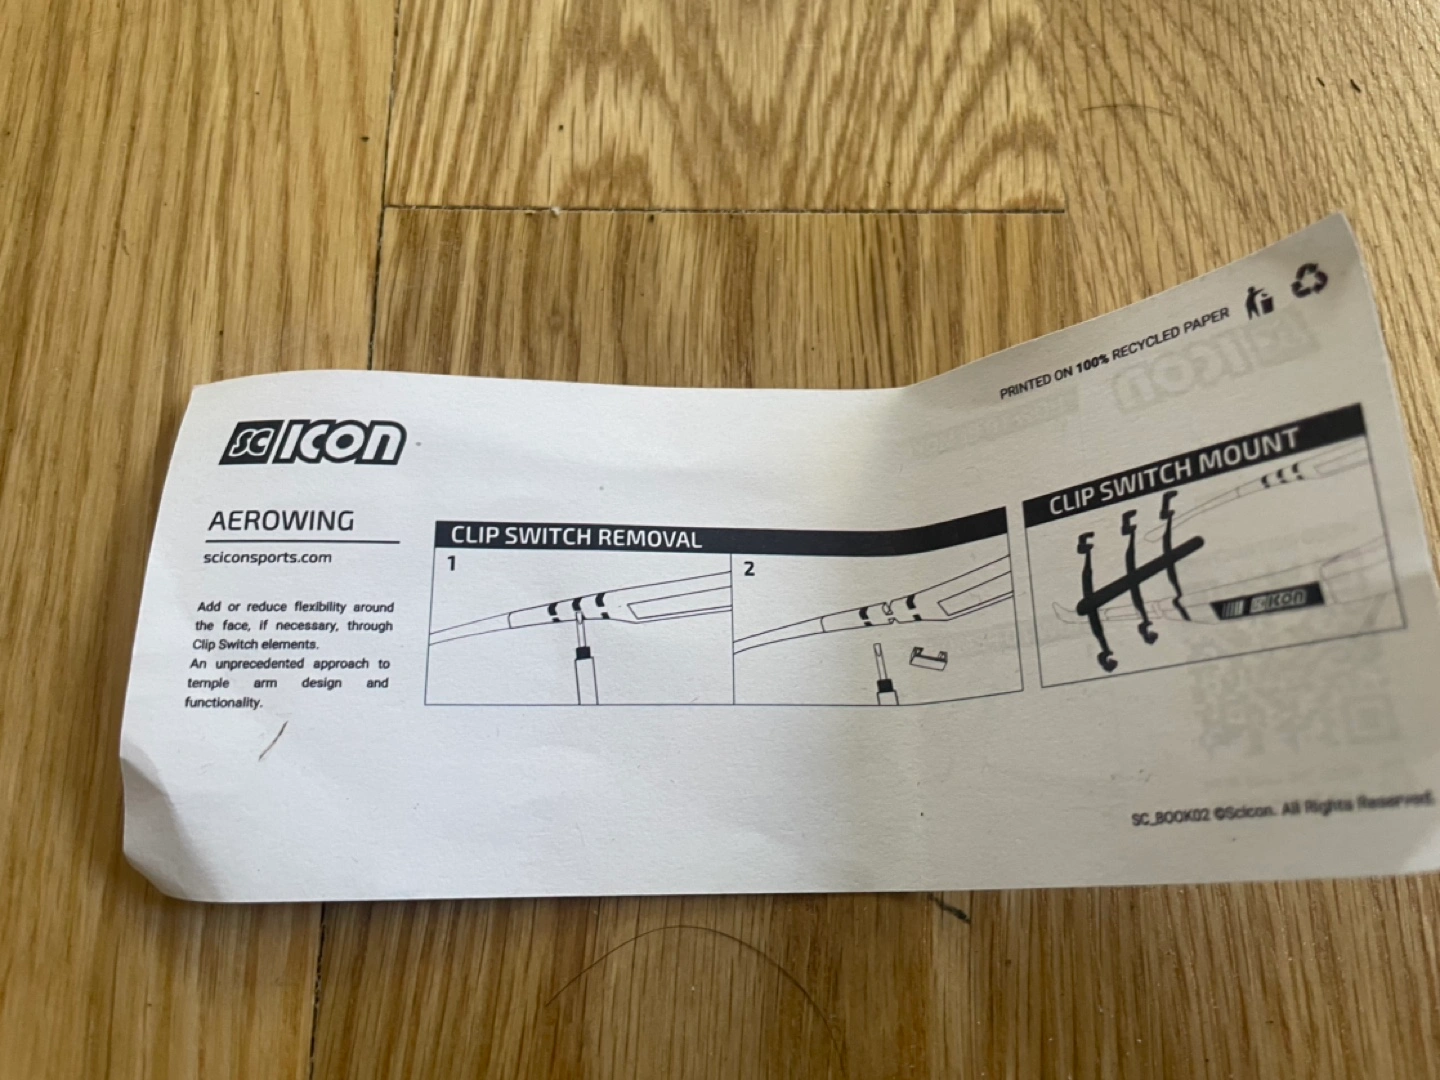 SCICON
AEROWING
sciconsports.com
Add or reduce flexibility around
the face, if necessary, through
Clip Switch elements.
An unprecedented approach to
temple arm design and
functionality.
CLIP SWITCH REMOVAL
1
2
PRINTED ON 100% RECYCLED PAPER
CLIP SWITCH MOUNT
SCICON
SC_BOOK02 ©Scicon. All Rights Reserved.